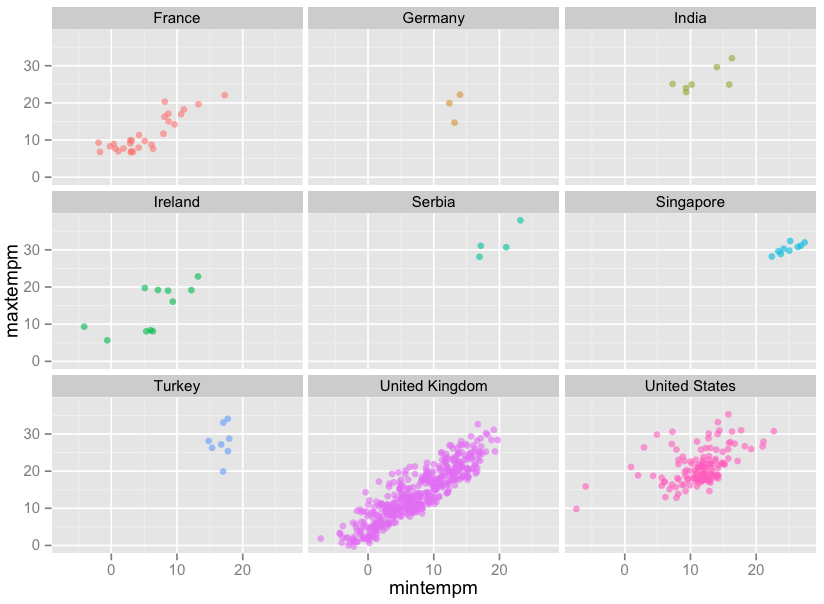 France Germany India
30
20
10
0
Ireland Serbia Singapore
maxtempm
30
20
10
0
Turkey United Kingdom United States
30
20
10
0
0 10 20 0 10 20 0 10 20
mintempm